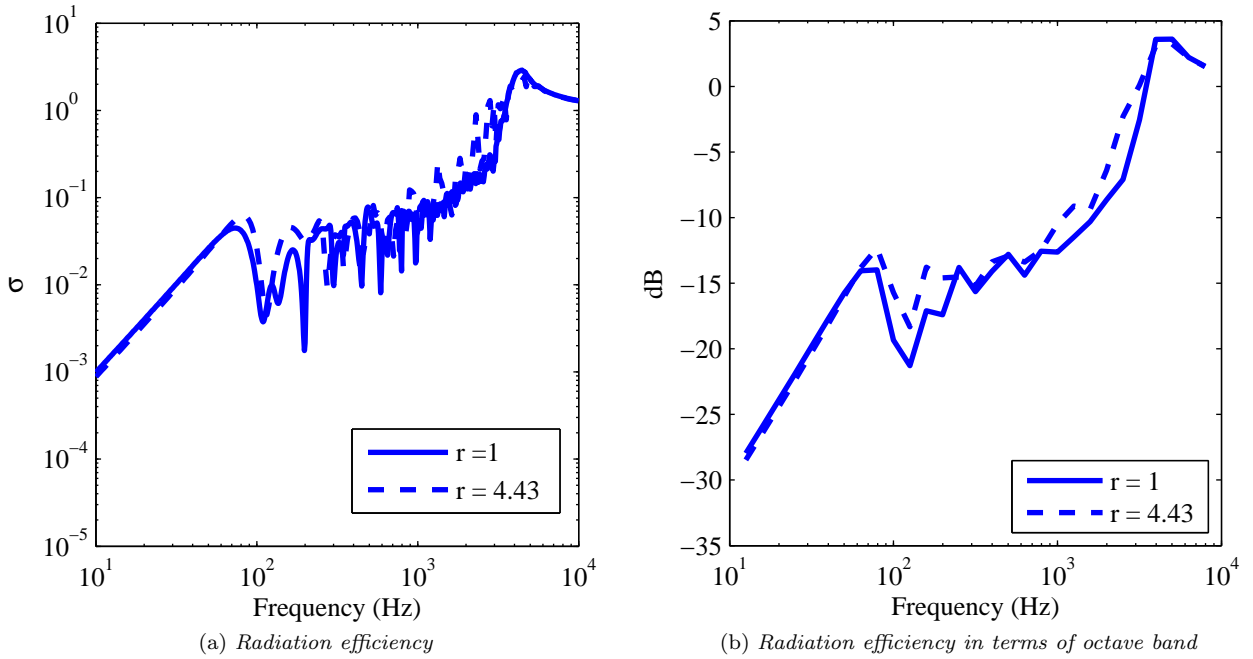 10^1
10^0
10^−1
10^−2
10^−3
10^−4
10^−5
σ
10^1 10^2 10^3 10^4
Frequency (Hz)
r =1
r = 4.43
(a) Radiation efficiency
5
0
−5
−10
−15
−20
−25
−30
−35
dB
10^1 10^2 10^3 10^4
Frequency (Hz)
r = 1
r = 4.43
(b) Radiation efficiency in terms of octave band